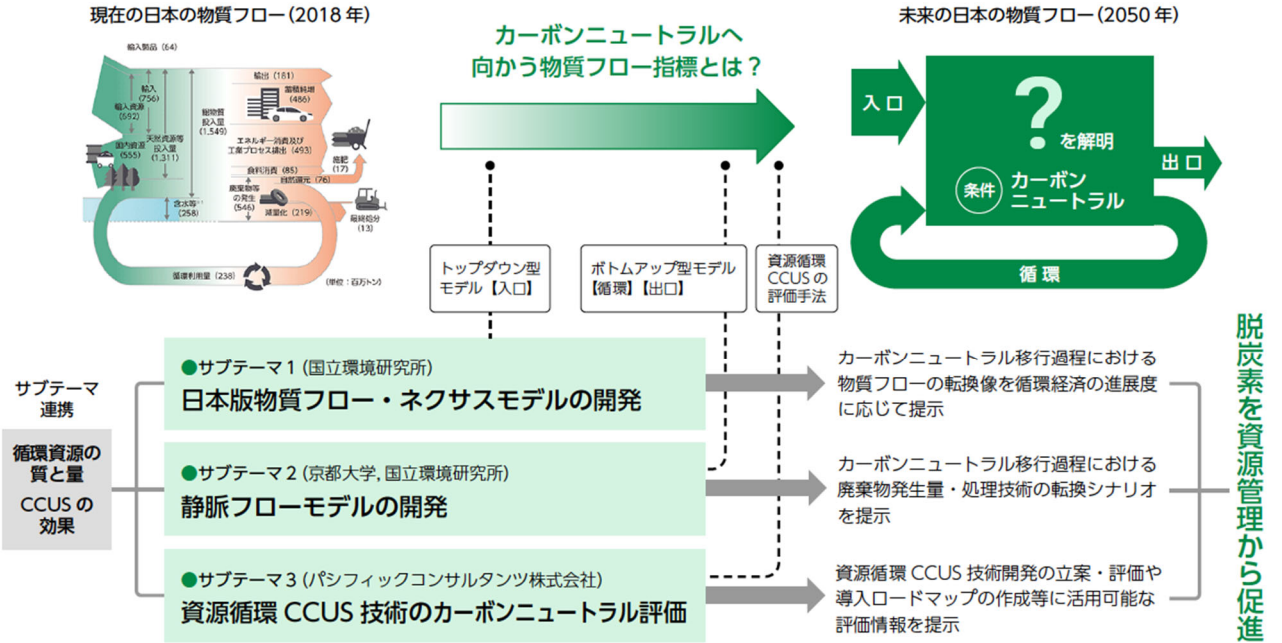 現在の日本の物質フロー（2018 年）
輸入製品（64）
輸入
（756）
輸入資源
（692）
国内資源
（555）
天然資源等
投入量
（1,311）
総物質
投入量
（1,549）
含水等※1
（258）
輸出（181）
蓄積純増
（486）
エネルギー消費及び
工業プロセス排出（493）
食料消費（85）
自然還元（76）
施肥
（17）
廃棄物等
の発生
（546）
減量化（219）
最終処分
（13）
循環利用量（238）
（単位：百万トン）
カーボンニュートラルへ
向かう物質フロー指標とは？
未来の日本の物質フロー（2050 年）
入 口
?
を解明
条件
カーボン
ニュートラル
出 口
循 環
トップダウン型
モデル【入口】
ボトムアップ型モデル
【循環】【出口】
資源循環
CCUS の
評価手法
サブテーマ
連携
循環資源の
質と量
CCUS の
効果
●サブテーマ 1（国立環境研究所）
日本版物質フロー・ネクサスモデルの開発
●サブテーマ 2（京都大学, 国立環境研究所）
静脈フローモデルの開発
●サブテーマ 3（パシフィックコンサルタンツ株式会社）
資源循環 CCUS 技術のカーボンニュートラル評価
カーボンニュートラル移行過程における
物質フローの転換像を循環経済の進展度
に応じて提示
カーボンニュートラル移行過程における
廃棄物発生量・処理技術の転換シナリオ
を提示
資源循環 CCUS 技術開発の立案・評価や
導入ロードマップの作成等に活用可能な
評価情報を提示
脱炭素を資源管理から促進